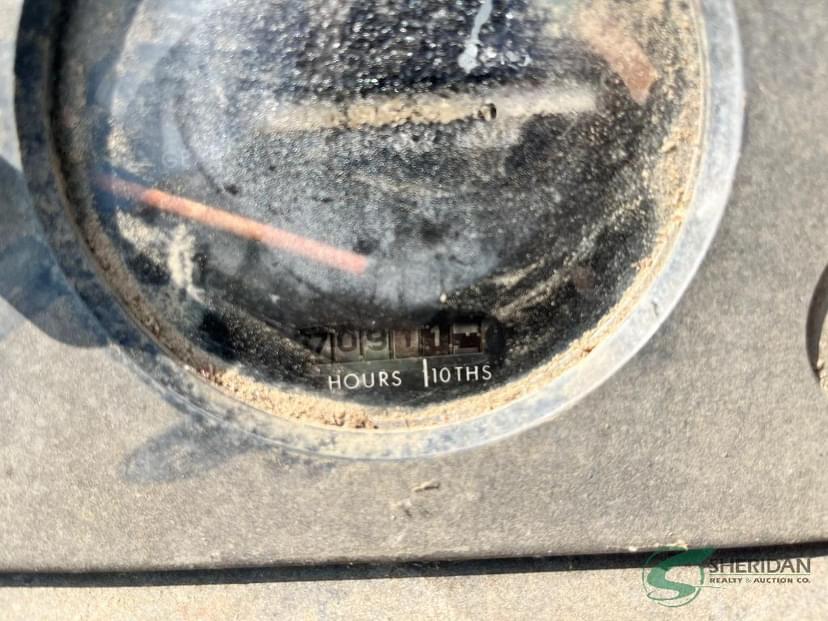 HOURS 10THS
SHERIDAN
REALTY & AUCTION CO.